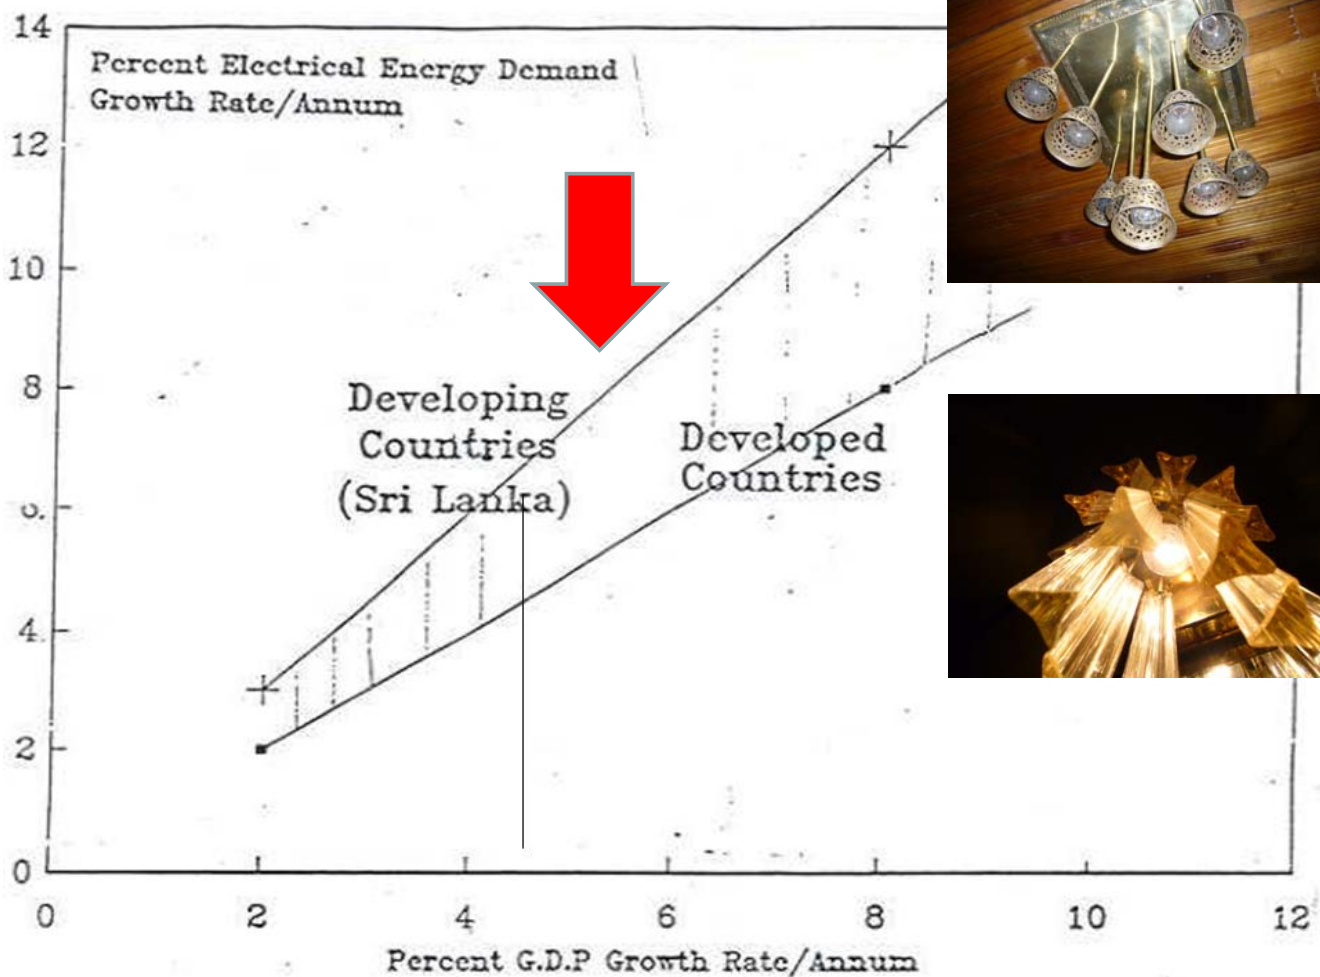 14
Percent Electrical Energy Demand
Growth Rate/Annum
12
10
8
Developing
Countries
(Sri Lanka)
Developed
Countries
6
4
2
0
0 2 4 6 8 10 12
Percent G.D.P Growth Rate/Annum